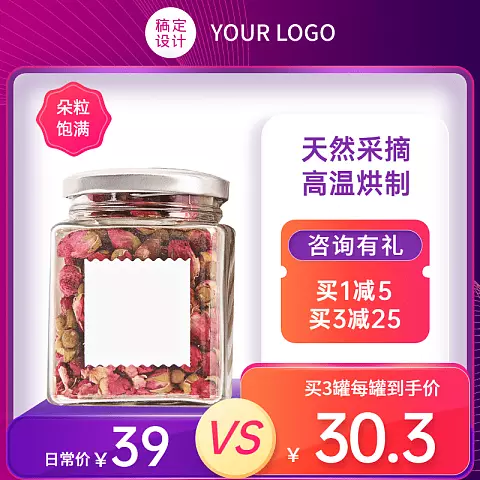 稿定
设计
YOUR LOGO
朵粒
饱满
天然采摘
高温烘制
咨询有礼
买1减5
买3减25
日常价￥39
VS
买3罐每罐到手价
￥30.3